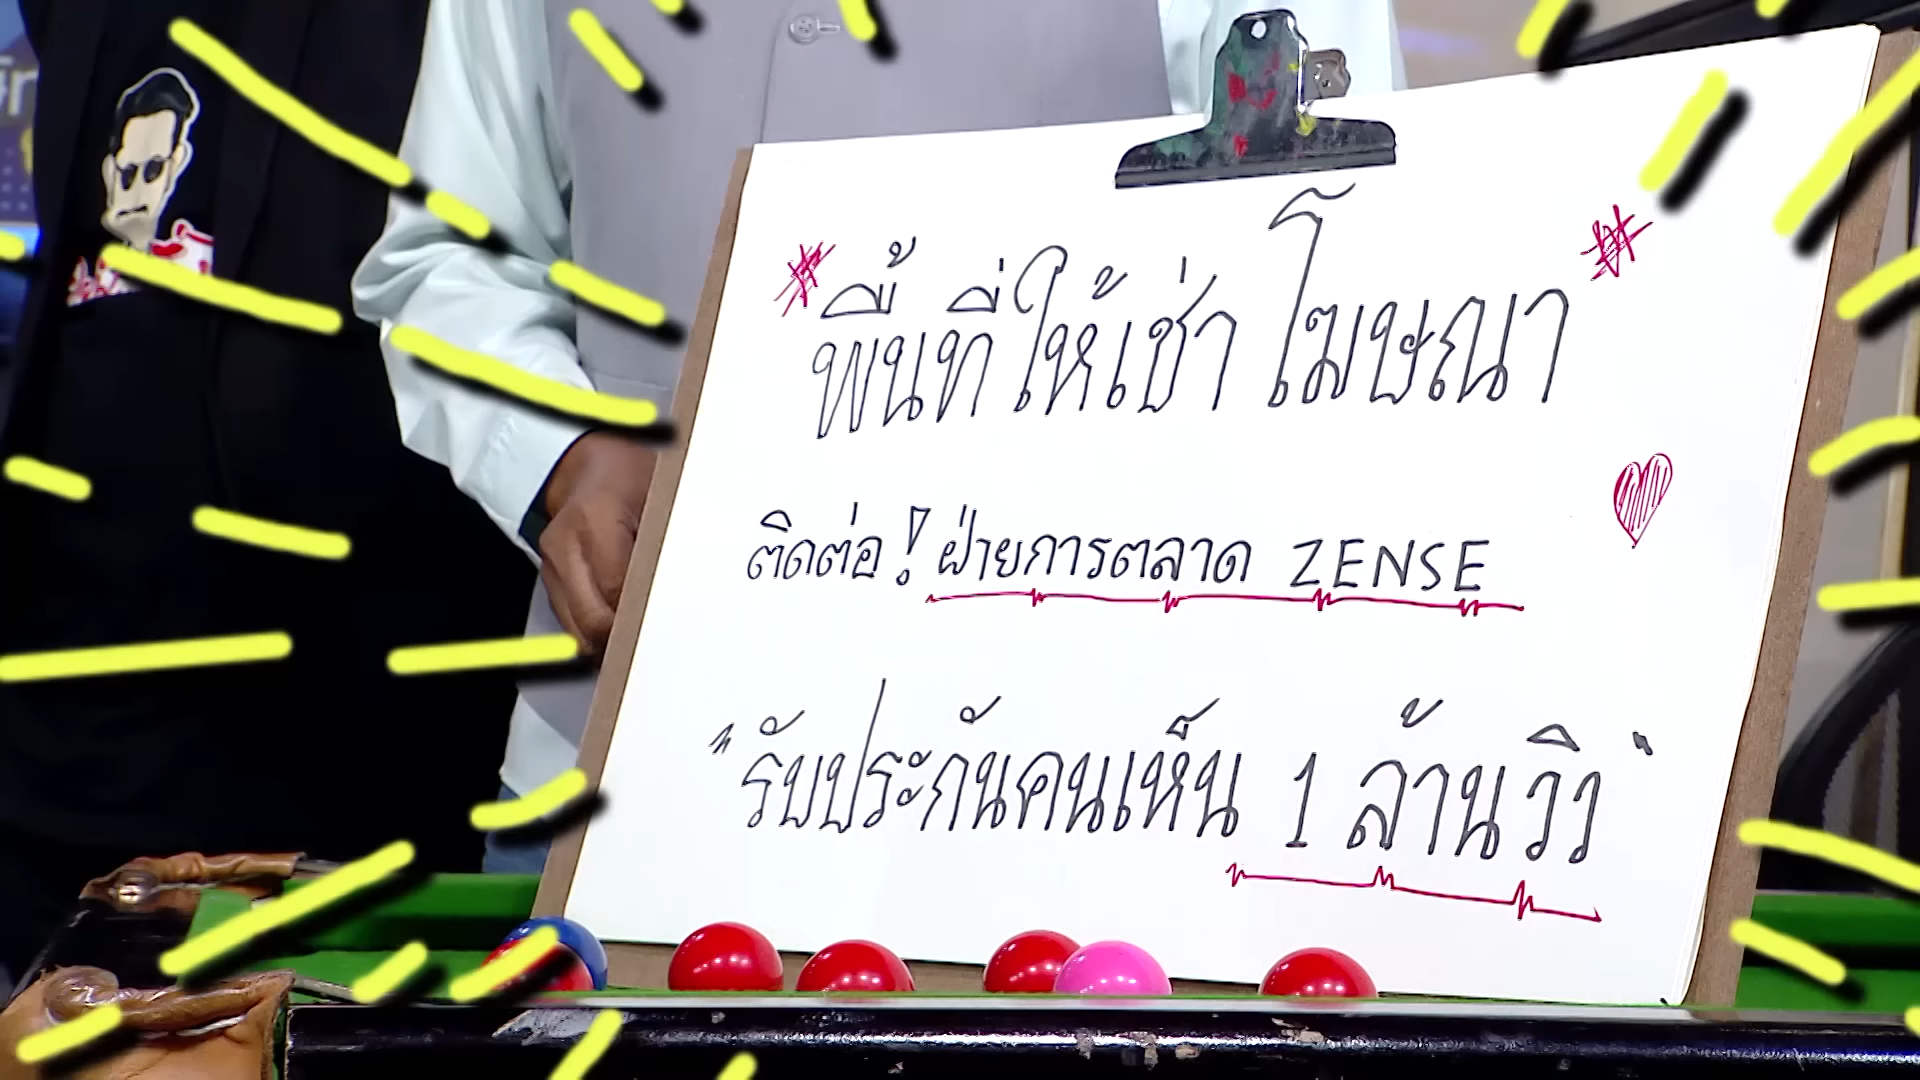 # พื้นที่ให้เช่า โฆษณา #
ติดต่อ! ฝ่ายการตลาด ZENSE
"รับประกันคนเห็น 1 ล้านวิว"